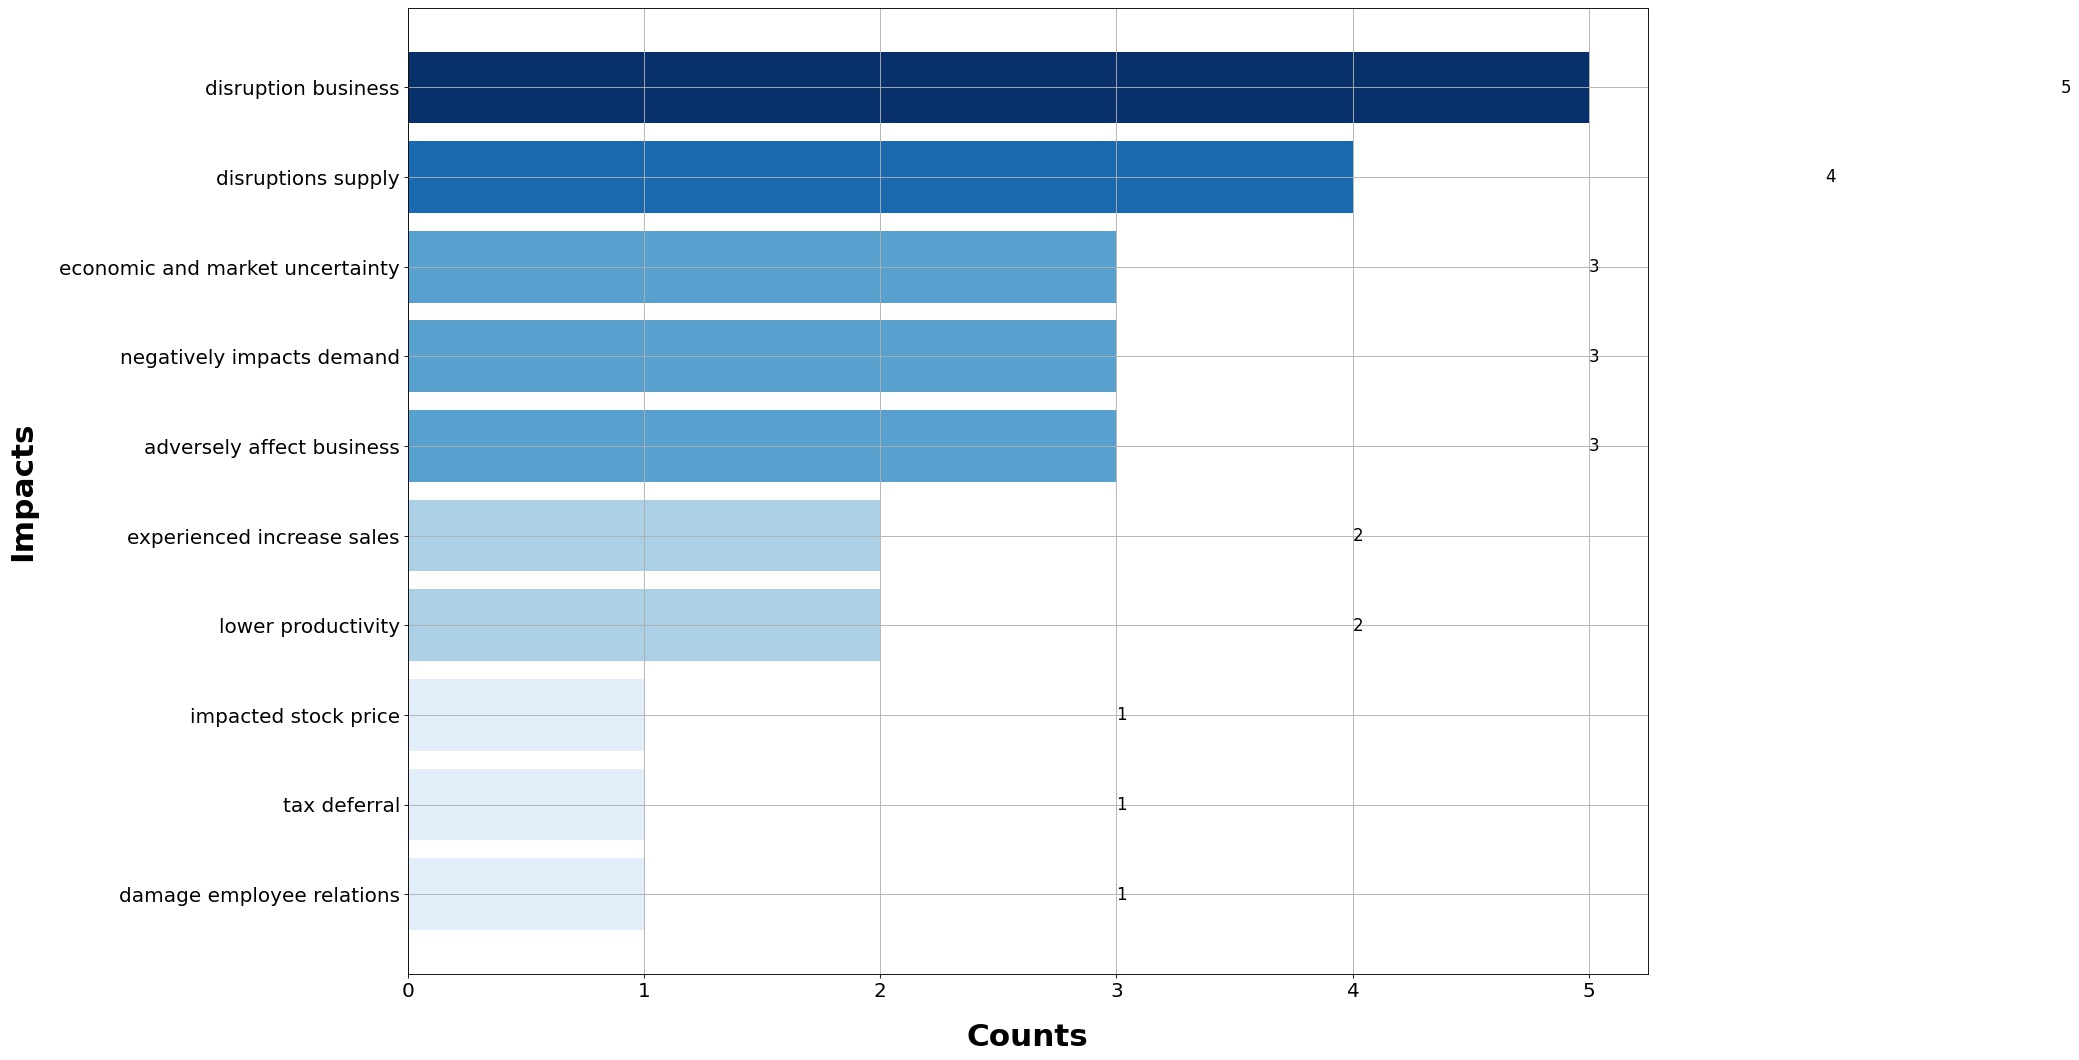 disruption business 5
disruptions supply 4
economic and market uncertainty 3
negatively impacts demand 3
adversely affect business 3
experienced increase sales 2
lower productivity 2
impacted stock price 1
tax deferral 1
damage employee relations 1
Impacts
0 1 2 3 4 5
Counts